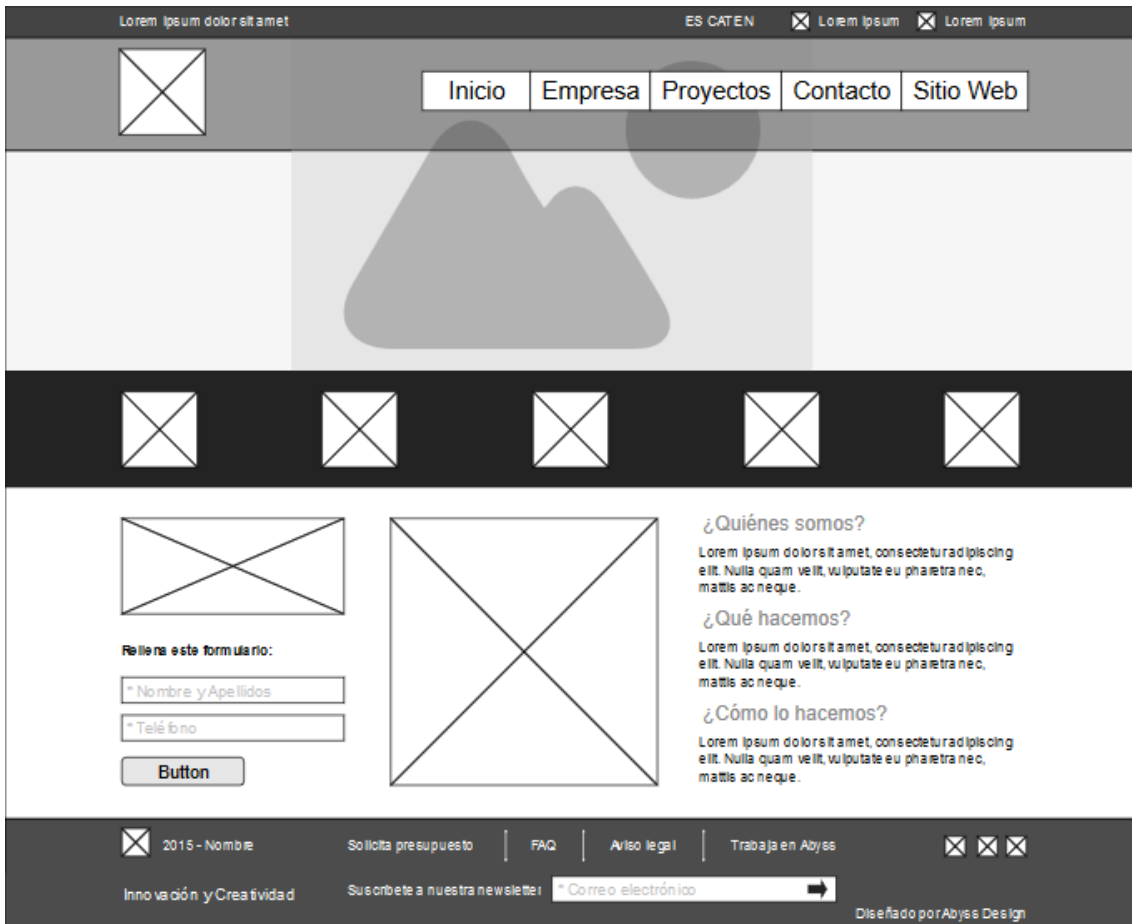 Lorem ipsum dolor sit amet
ES CAT EN
Lorem Ipsum
Lorem Ipsum
Inicio
Empresa
Proyectos
Contacto
Sitio Web
Rellena este formulario:
* Nombre y Apellidos
* Teléfono
Button
¿Quiénes somos?
Lorem ipsum dolor sit amet, consectetur adipiscing
elit. Nulla quam velit, vulputate eu pharetra nec,
mattis ac neque.
¿Qué hacemos?
Lorem ipsum dolor sit amet, consectetur adipiscing
elit. Nulla quam velit, vulputate eu pharetra nec,
mattis ac neque.
¿Cómo lo hacemos?
Lorem ipsum dolor sit amet, consectetur adipiscing
elit. Nulla quam velit, vulputate eu pharetra nec,
mattis ac neque.
2015 - Nombre
Solicita presupuesto
FAQ
Aviso legal
Trabaja en Abyss
Innovación y Creatividad
Suscribete a nuestra newsletter
* Correo electrónico
Diseñado por Abyss Design